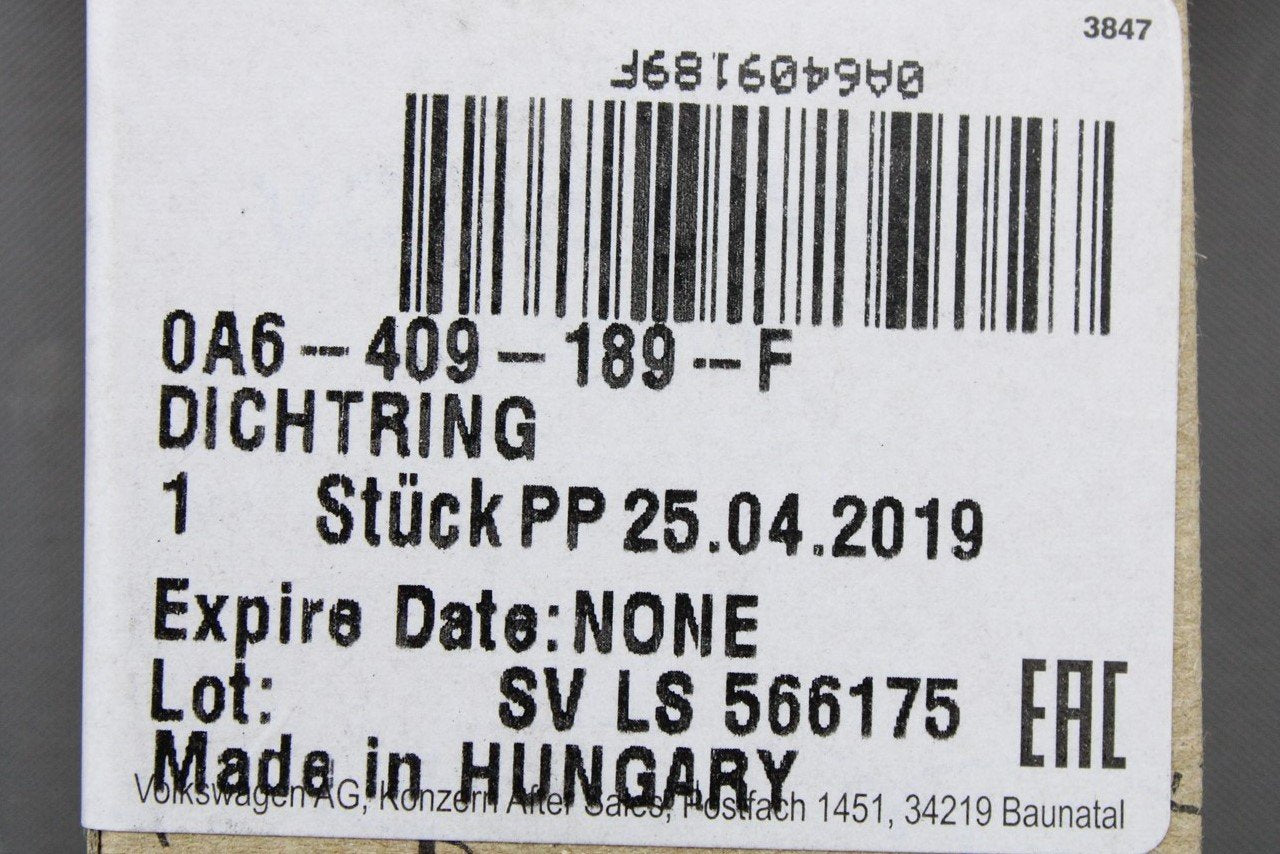 3847
0A6409189F
0A6-409-189-F
DICHTRING
1 Stück PP 25.04.2019
Expire Date: NONE
Lot: SV LS 566175
EAC
Made in HUNGARY
Volkswagen AG, Konzern After Sales, Postfach 1451, 34219 Baunatal